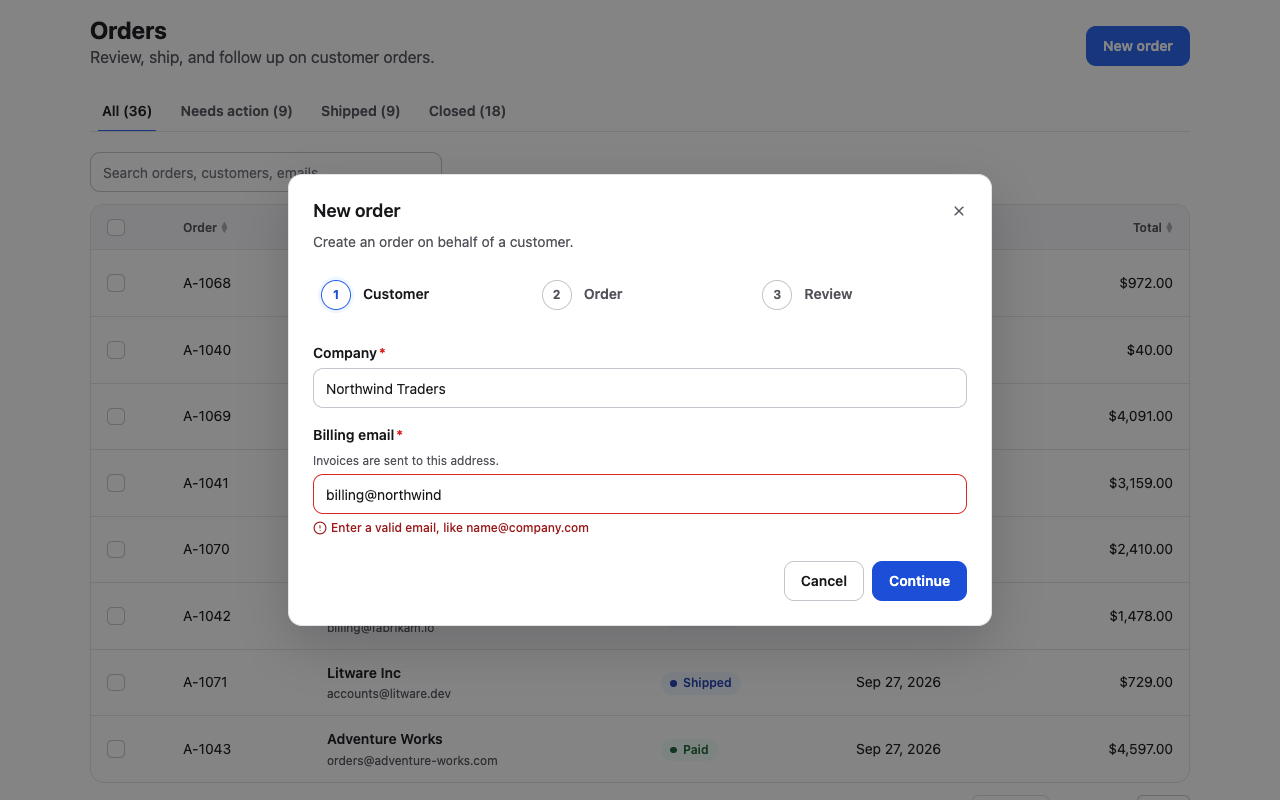 Orders
Review, ship, and follow up on customer orders.
New order
All (36) Needs action (9) Shipped (9) Closed (18)
Search orders, customers, emails
Order Total
A-1068 $972.00
A-1040 $40.00
A-1069 $4,091.00
A-1041 $3,159.00
A-1070 $2,410.00
A-1042 $1,478.00
billing@fabrikam.io
A-1071 Litware Inc Shipped Sep 27, 2026 $729.00
accounts@litware.dev
A-1043 Adventure Works Paid Sep 27, 2026 $4,597.00
orders@adventure-works.com
New order
Create an order on behalf of a customer.
1 Customer 2 Order 3 Review
Company*
Northwind Traders
Billing email*
Invoices are sent to this address.
billing@northwind
Enter a valid email, like name@company.com
Cancel Continue